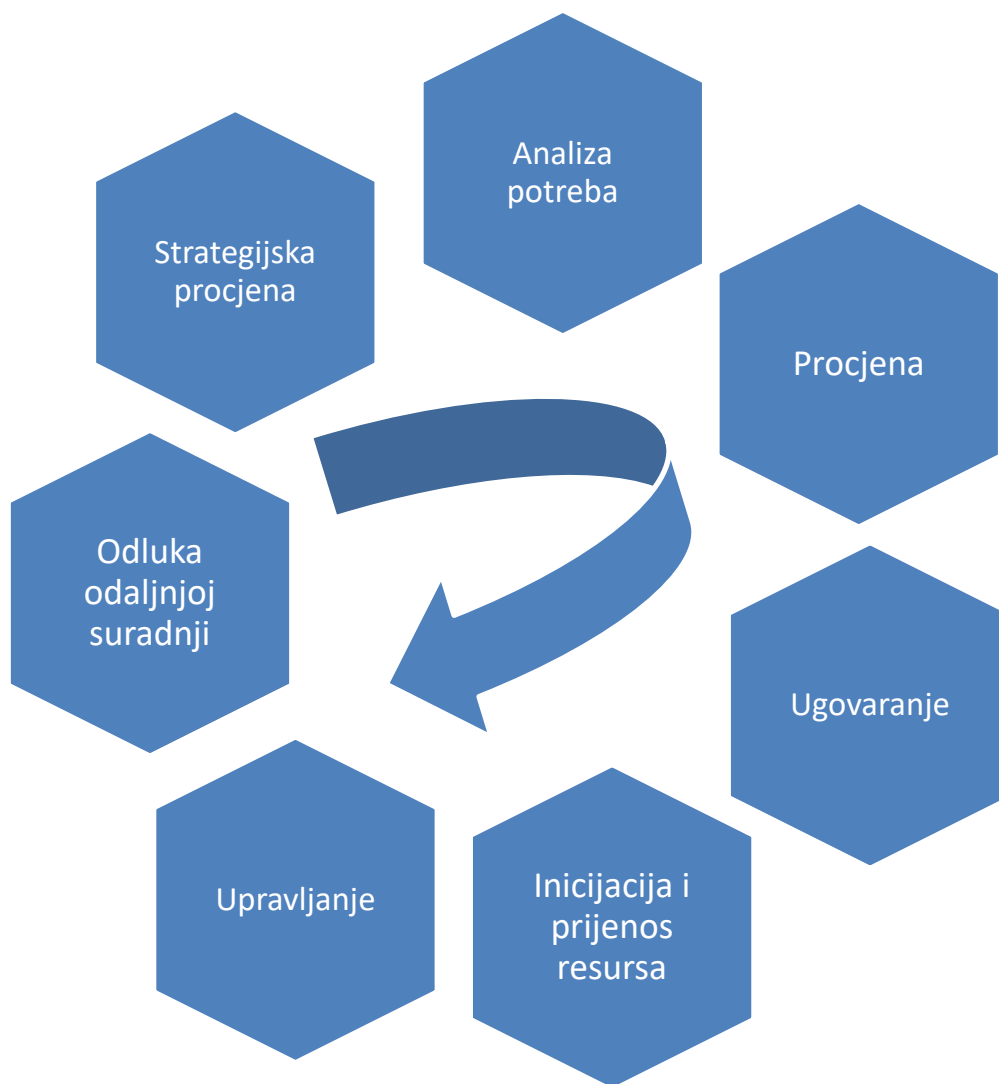 Strategijska
procjena
Analiza
potreba
Procjena
Ugovaranje
Inicijacija i
prijenos
resursa
Upravljanje
Odluka
odaljnjoj
suradnji